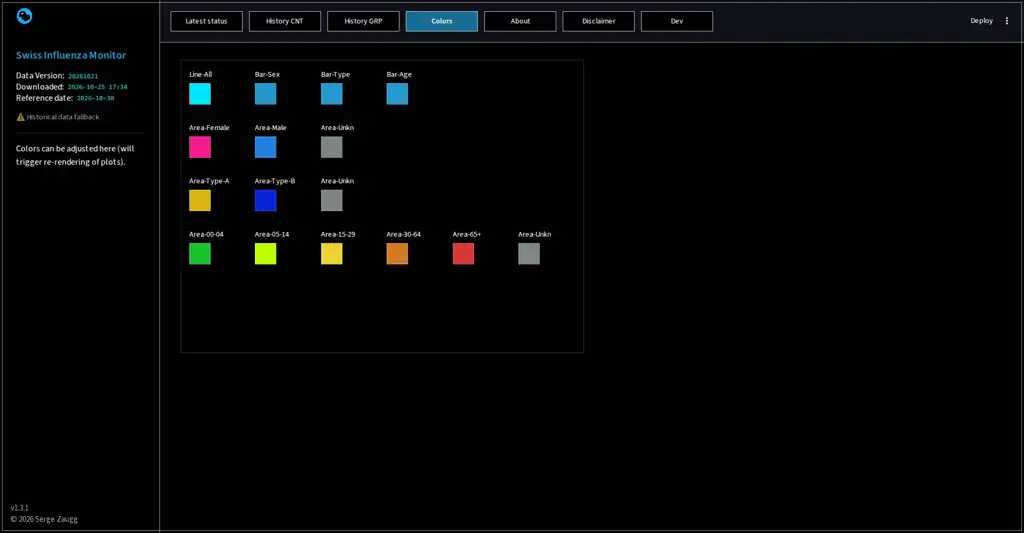 Latest status History CNT History GRP Colors About Disclaimer Dev Deploy
Swiss Influenza Monitor
Data Version: 20261021
Downloaded: 2026-10-25 17:34
Reference date: 2026-10-30
Historical data fallback
Colors can be adjusted here (will
trigger re-rendering of plots).
Line-All Bar-Sex Bar-Type Bar-Age
Area-Female Area-Male Area-Unkn
Area-Type-A Area-Type-B Area-Unkn
Area-00-04 Area-05-14 Area-15-29 Area-30-64 Area-65+ Area-Unkn
v1.3.1
© 2026 Serge Zaugg